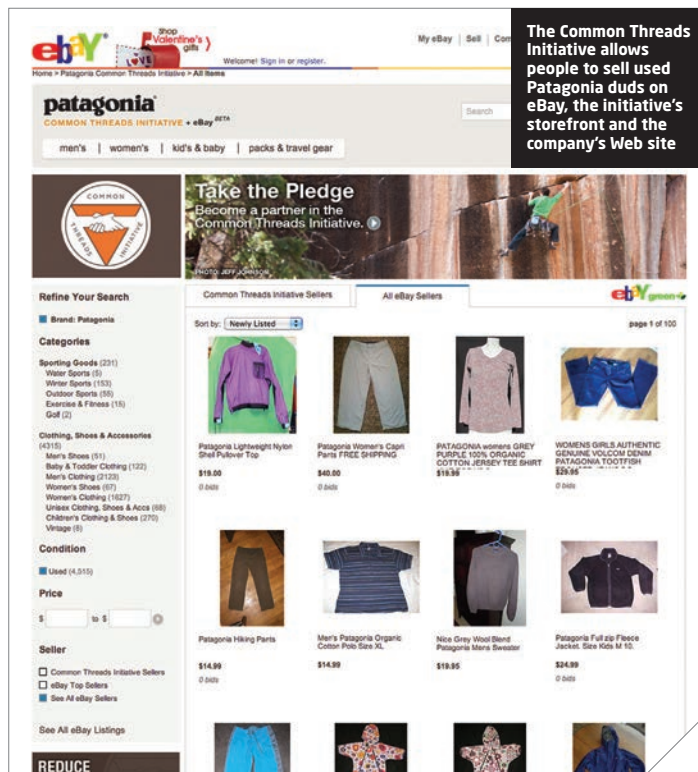 ebaY
Shop
Valentine's
gifts
LOVE
Welcome! Sign in or register.
My eBay | Sell | Com
The Common Threads
Initiative allows
people to sell used
Patagonia duds on
eBay, the initiative's
storefront and the
company's Web site
Home > Patagonia Common Threads Initiative > All Items
patagonia
COMMON THREADS INITIATIVE + eBay BETA
Search
men's | women's | kid's & baby | packs & travel gear
COMMON
THREADS
INITIATIVE
Take the Pledge
Become a partner in the
Common Threads Initiative.
PHOTO: JEFF JOHNSON
Refine Your Search
Brand: Patagonia
Categories
Sporting Goods (231)
Water Sports (5)
Winter Sports (153)
Outdoor Sports (55)
Exercise & Fitness (15)
Golf (2)
Clothing, Shoes & Accessories
(4315)
Men's Shoes (51)
Baby & Toddler Clothing (122)
Men's Clothing (2123)
Women's Shoes (67)
Women's Clothing (1627)
Unisex Clothing, Shoes & Accs (68)
Children's Clothing & Shoes (270)
Vintage (8)
Condition
Used (4,515)
Price
$ to $
Seller
Common Threads Initiative Sellers
eBay Top Sellers
See All eBay Sellers
See All eBay Listings
REDUCE
Common Threads Initiative Sellers
All eBay Sellers
ebaY green
Sort by: Newly Listed
page 1 of 100
Patagonia Lightweight Nylon
Shell Pullover Top
$19.00
0 bids
Patagonia Women's Capri
Pants FREE SHIPPING
$40.00
0 bids
PATAGONIA womens GREY
PURPLE 100% ORGANIC
COTTON JERSEY TEE SHIRT
$19.99
WOMENS GIRLS AUTHENTIC
GENUINE VOLCOM DENIM
PATAGONIA TOOTFISH
$29.95
0 bids
Patagonia Hiking Pants
$14.99
0 bids
Men's Patagonia Organic
Cotton Polo Size XL
$14.99
Nice Grey Wool Blend
Patagonia Mens Sweater
$19.95
Patagonia Full zip Fleece
Jacket. Size Kids M 10.
$24.99
0 bids